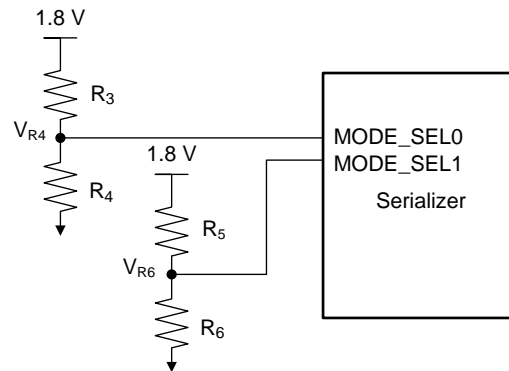 1.8 V
R3
VR4
MODE_SEL0
1.8 V
MODE_SEL1
R4
Serializer
R5
VR6
R6